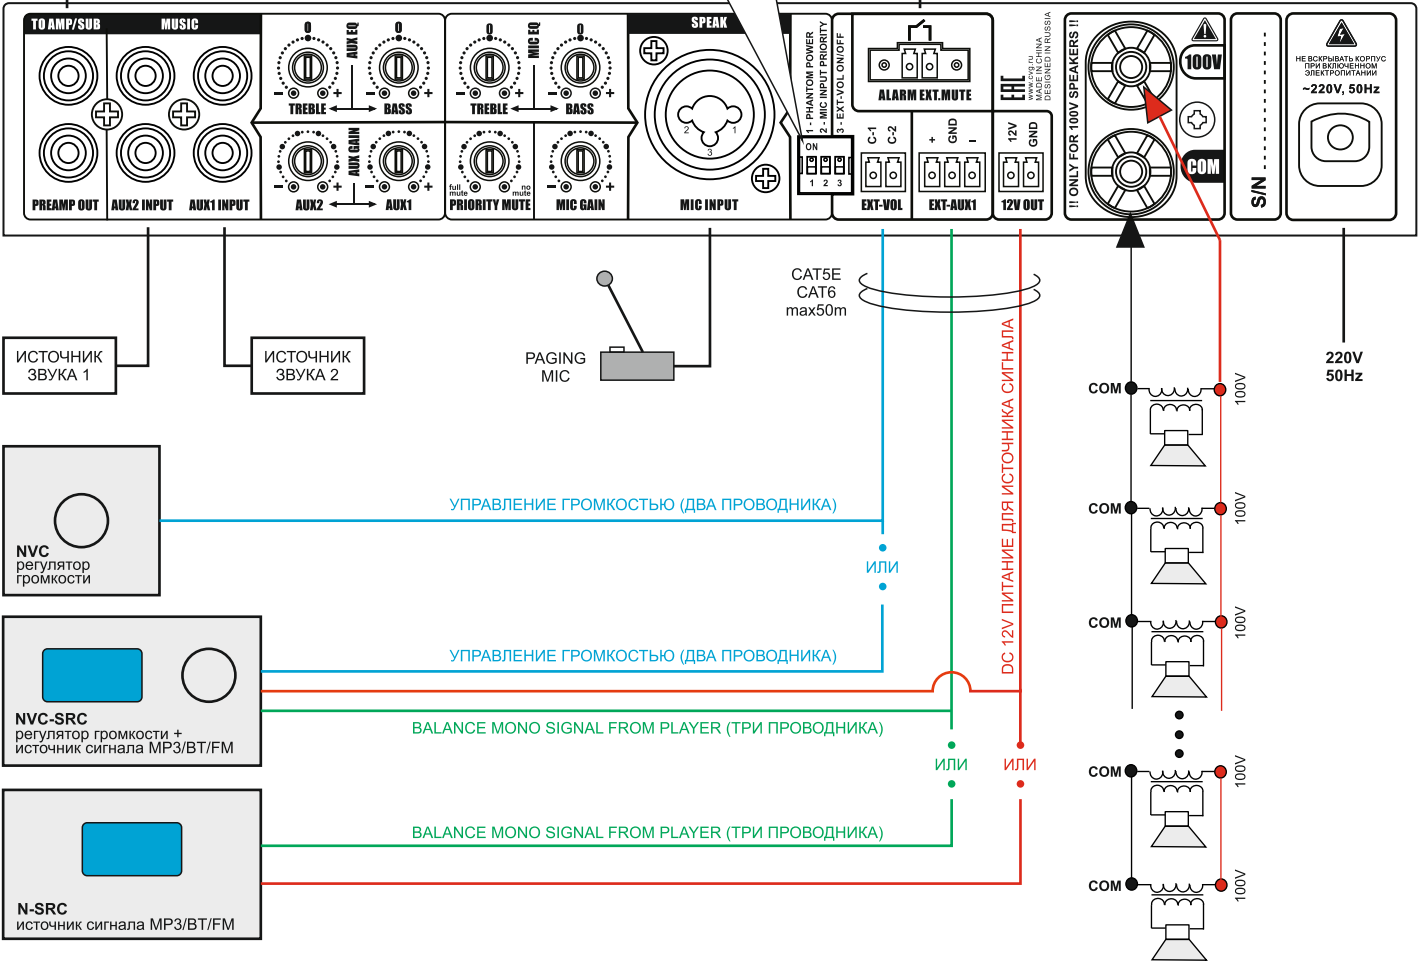 TO AMP/SUB
MUSIC
PREAMP OUT
AUX2 INPUT
AUX1 INPUT
0
AUX EQ
0
− +
− +
TREBLE
BASS
AUX GAIN
− +
− +
AUX2
AUX1
0
MIC EQ
0
− +
− +
TREBLE
BASS
full
mute
no
mute
− +
PRIORITY MUTE
MIC GAIN
SPEAK
2
1
3
MIC INPUT
1 - PHANTOM POWER
2 - MIC INPUT PRIORITY
3 - EXT-VOL ON/OFF
ON
1 2 3
ALARM EXT.MUTE
C-1
C-2
EXT-VOL
+
GND
−
EXT-AUX1
12V
GND
12V OUT
EAC
www.cvg.ru
MADE IN CHINA
DESIGNED IN RUSSIA
!! ONLY FOR 100V SPEAKERS !!
100V
COM
S/N
НЕ ВСКРЫВАТЬ КОРПУС
ПРИ ВКЛЮЧЕННОМ
ЭЛЕКТРОПИТАНИИ
~220V, 50Hz
ИСТОЧНИК
ЗВУКА 1
ИСТОЧНИК
ЗВУКА 2
PAGING
MIC
CAT5E
CAT6
max50m
220V
50Hz
DC 12V ПИТАНИЕ ДЛЯ ИСТОЧНИКА СИГНАЛА
COM
100V
NVC
регулятор
громкости
УПРАВЛЕНИЕ ГРОМКОСТЬЮ (ДВА ПРОВОДНИКА)
COM
100V
ИЛИ
COM
100V
УПРАВЛЕНИЕ ГРОМКОСТЬЮ (ДВА ПРОВОДНИКА)
NVC-SRC
регулятор громкости +
источник сигнала MP3/BT/FM
BALANCE MONO SIGNAL FROM PLAYER (ТРИ ПРОВОДНИКА)
ИЛИ
ИЛИ
COM
100V
BALANCE MONO SIGNAL FROM PLAYER (ТРИ ПРОВОДНИКА)
COM
100V
N-SRC
источник сигнала MP3/BT/FM